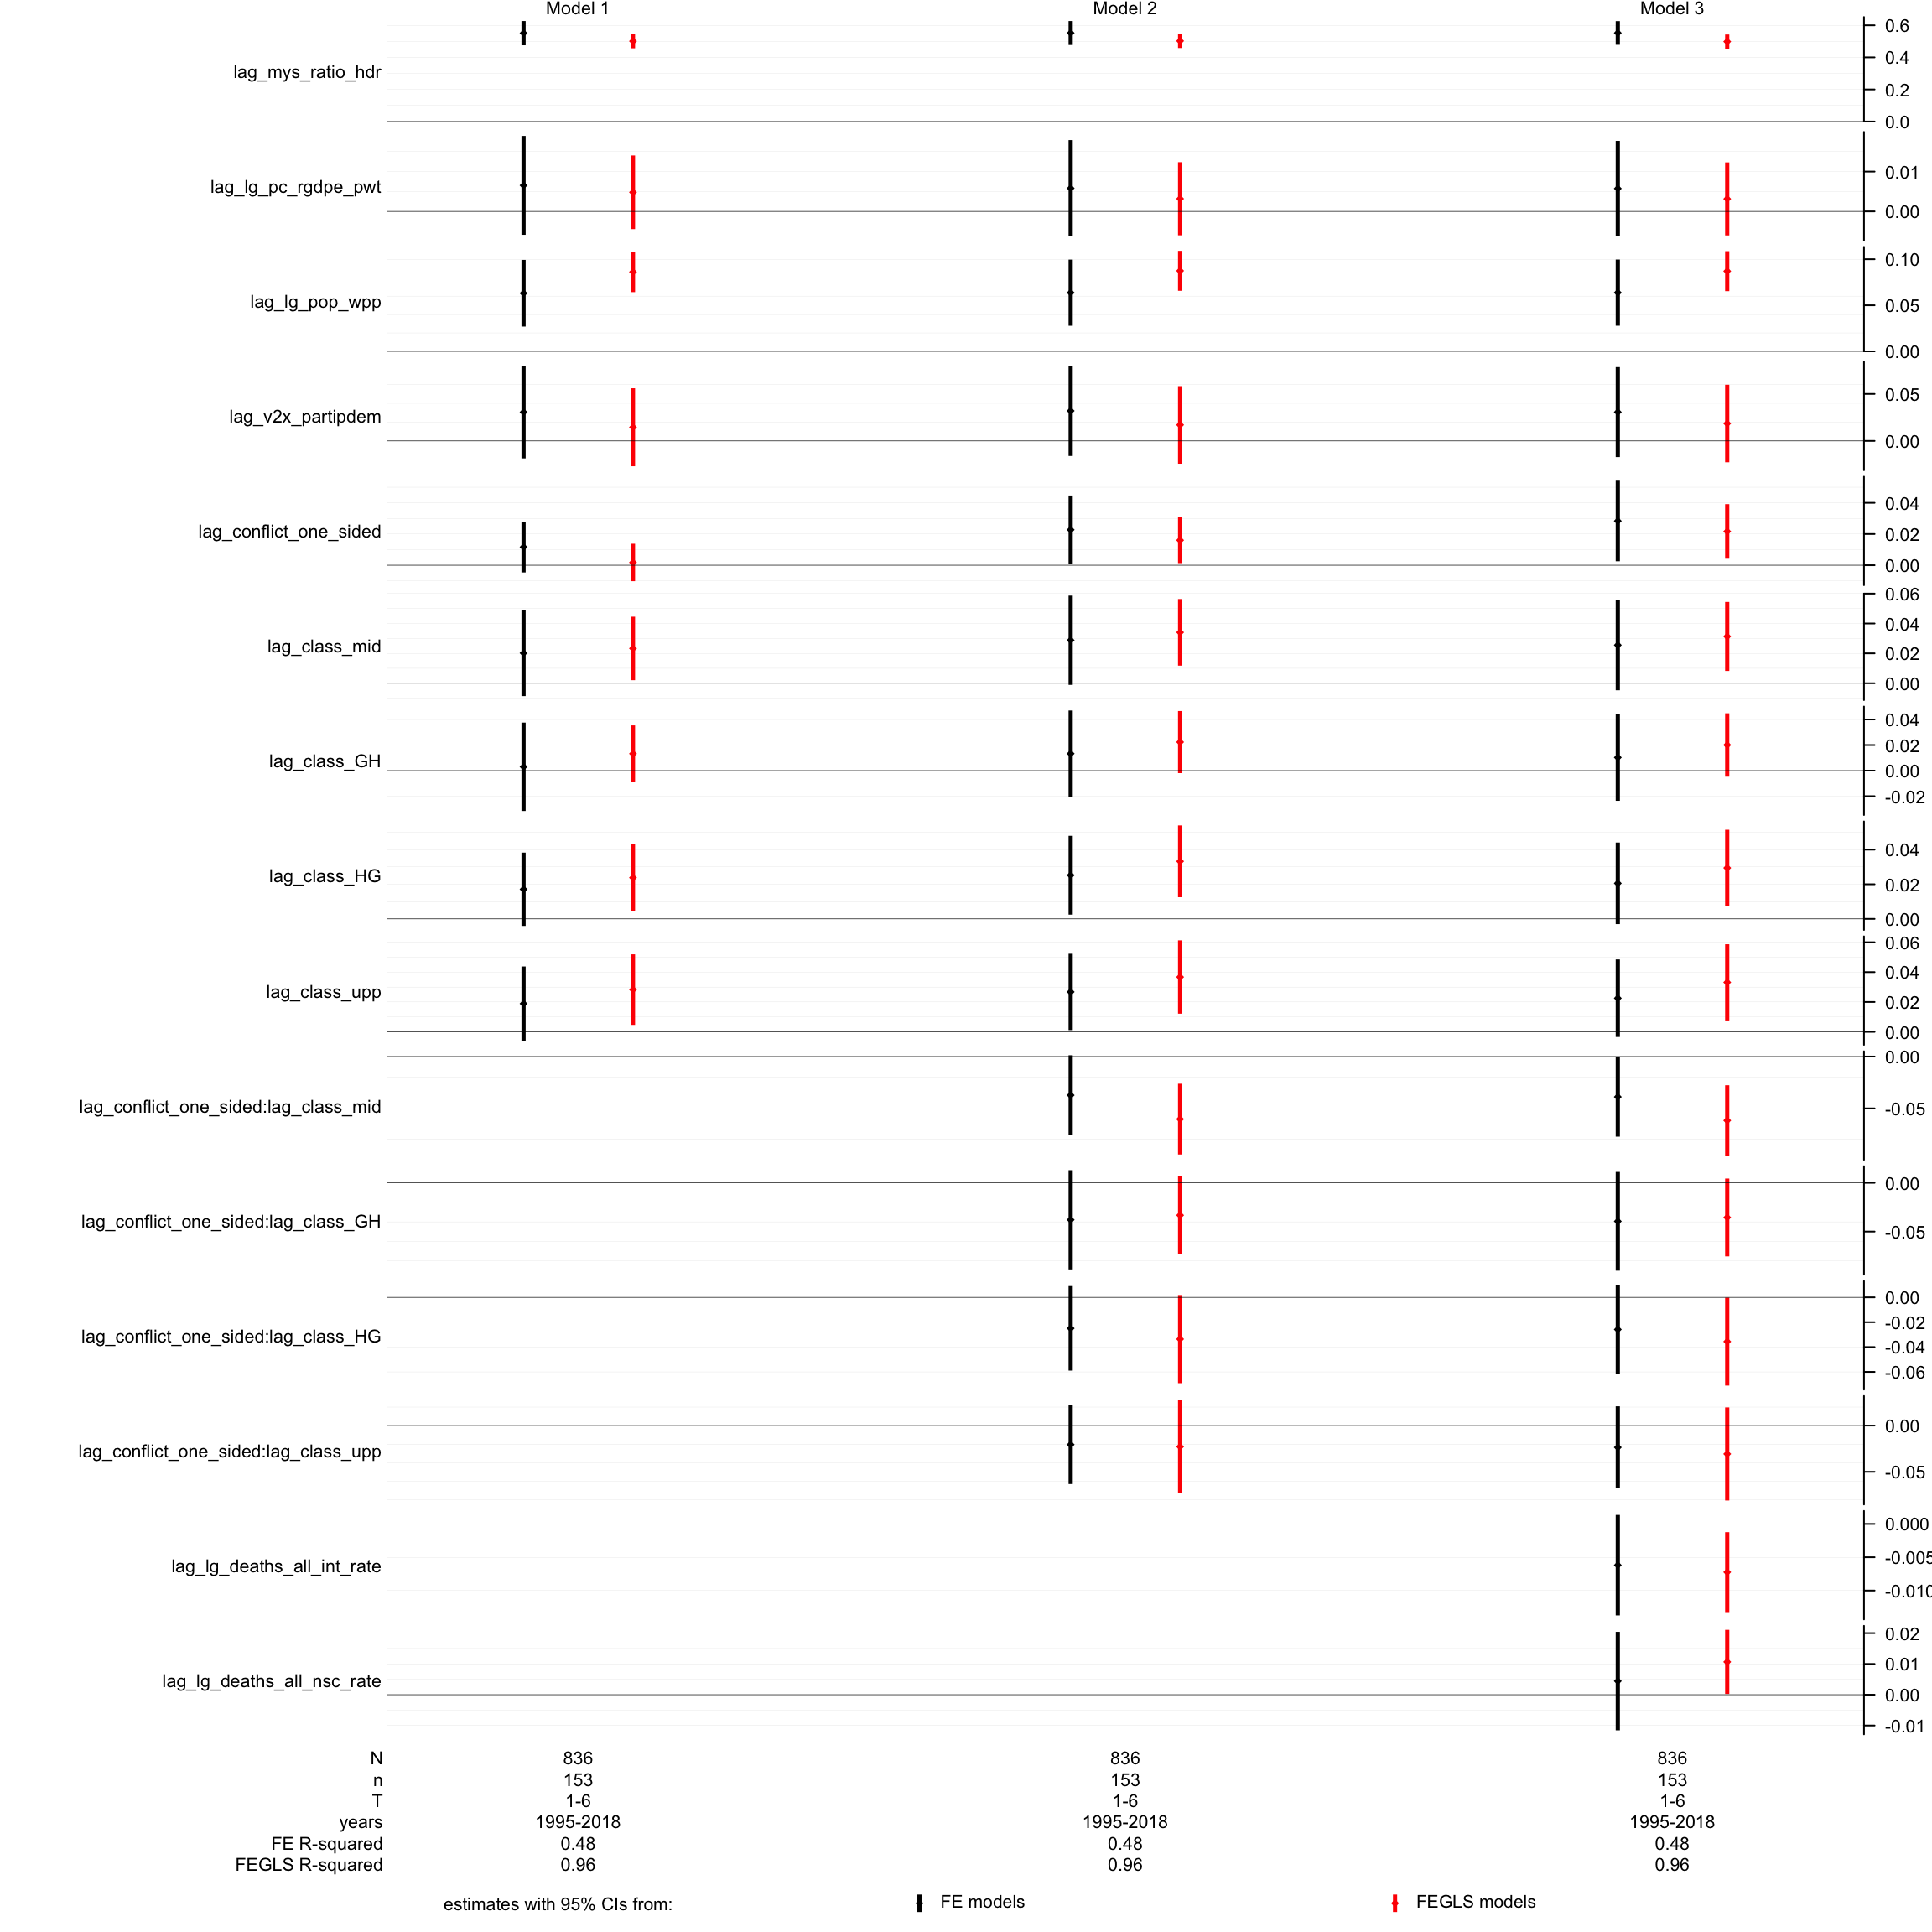 Model 1 Model 2 Model 3
lag_mys_ratio_hdr
0.6
0.4
0.2
0.0
lag_lg_pc_rgdpe_pwt
0.01
0.00
lag_lg_pop_wpp
0.10
0.05
0.00
lag_v2x_partipdem
0.05
0.00
lag_conflict_one_sided
0.04
0.02
0.00
lag_class_mid
0.06
0.04
0.02
0.00
lag_class_GH
0.04
0.02
0.00
-0.02
lag_class_HG
0.04
0.02
0.00
lag_class_upp
0.06
0.04
0.02
0.00
lag_conflict_one_sided:lag_class_mid
0.00
-0.05
lag_conflict_one_sided:lag_class_GH
0.00
-0.05
lag_conflict_one_sided:lag_class_HG
0.00
-0.02
-0.04
-0.06
lag_conflict_one_sided:lag_class_upp
0.00
-0.05
lag_lg_deaths_all_int_rate
0.000
-0.005
-0.010
lag_lg_deaths_all_nsc_rate
0.02
0.01
0.00
-0.01
N 836 836 836
n 153 153 153
T 1-6 1-6 1-6
years 1995-2018 1995-2018 1995-2018
FE R-squared 0.48 0.48 0.48
FEGLS R-squared 0.96 0.96 0.96
estimates with 95% CIs from: FE models FEGLS models